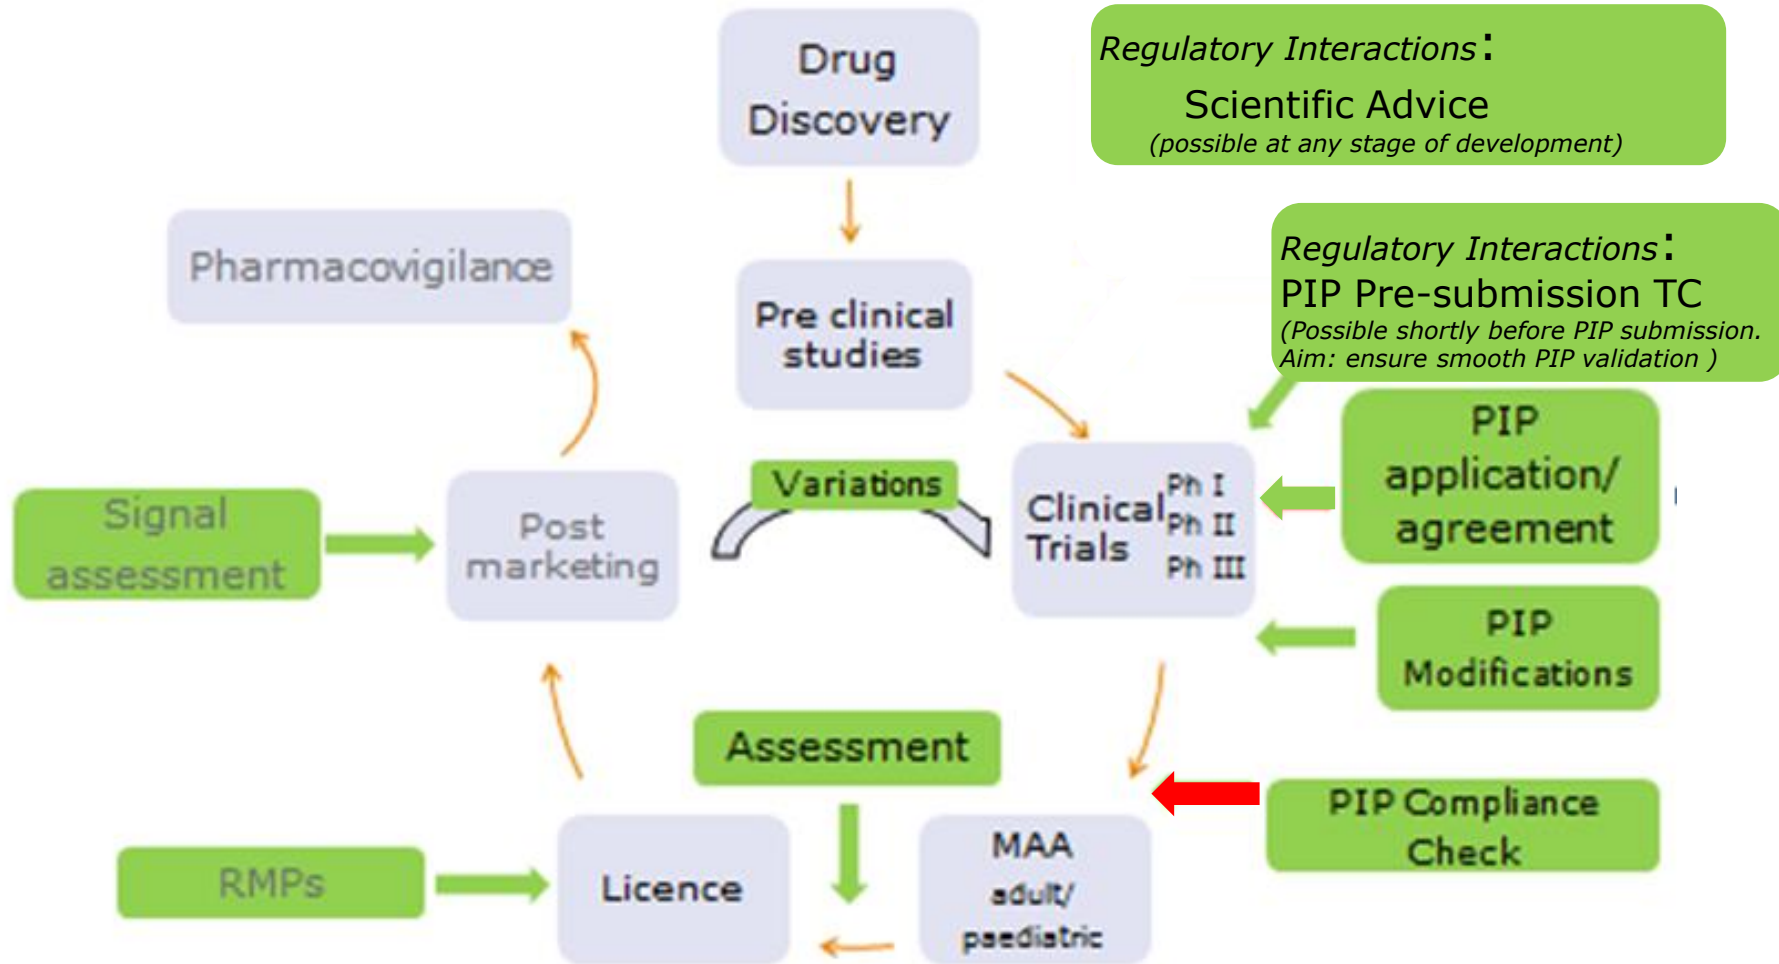 Drug
Discovery
Regulatory Interactions:
Scientific Advice
(possible at any stage of development)
Pharmacovigilance
Pre clinical
studies
Regulatory Interactions:
PIP Pre-submission TC
(Possible shortly before PIP submission.
Aim: ensure smooth PIP validation )
PIP
application/
agreement
Variations
Clinical
Trials
Ph I
Ph II
Ph III
Signal
assessment
Post
marketing
PIP
Modifications
Assessment
PIP Compliance
Check
RMPs
Licence
MAA
adult/
paediatric